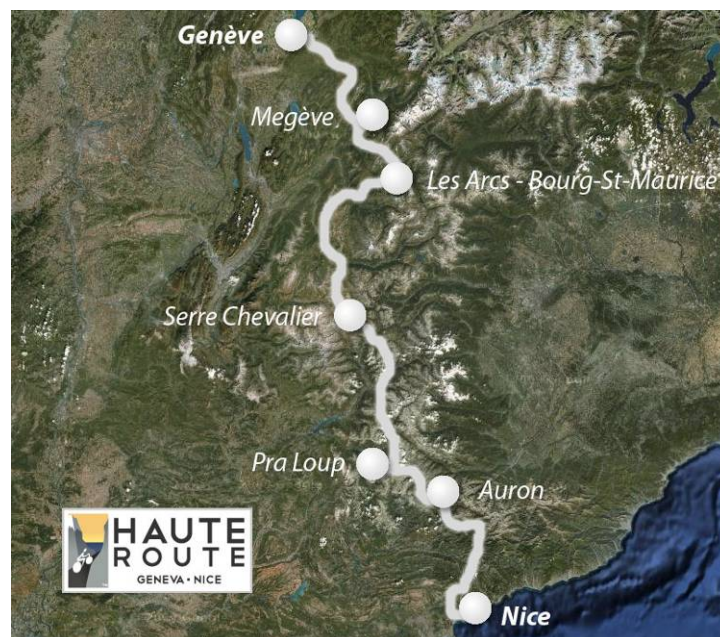 Genève
Megève
Les Arcs - Bourg-St-Maurice
Serre Chevalier
Pra Loup
Auron
HAUTE
ROUTE
GENEVA • NICE
Nice